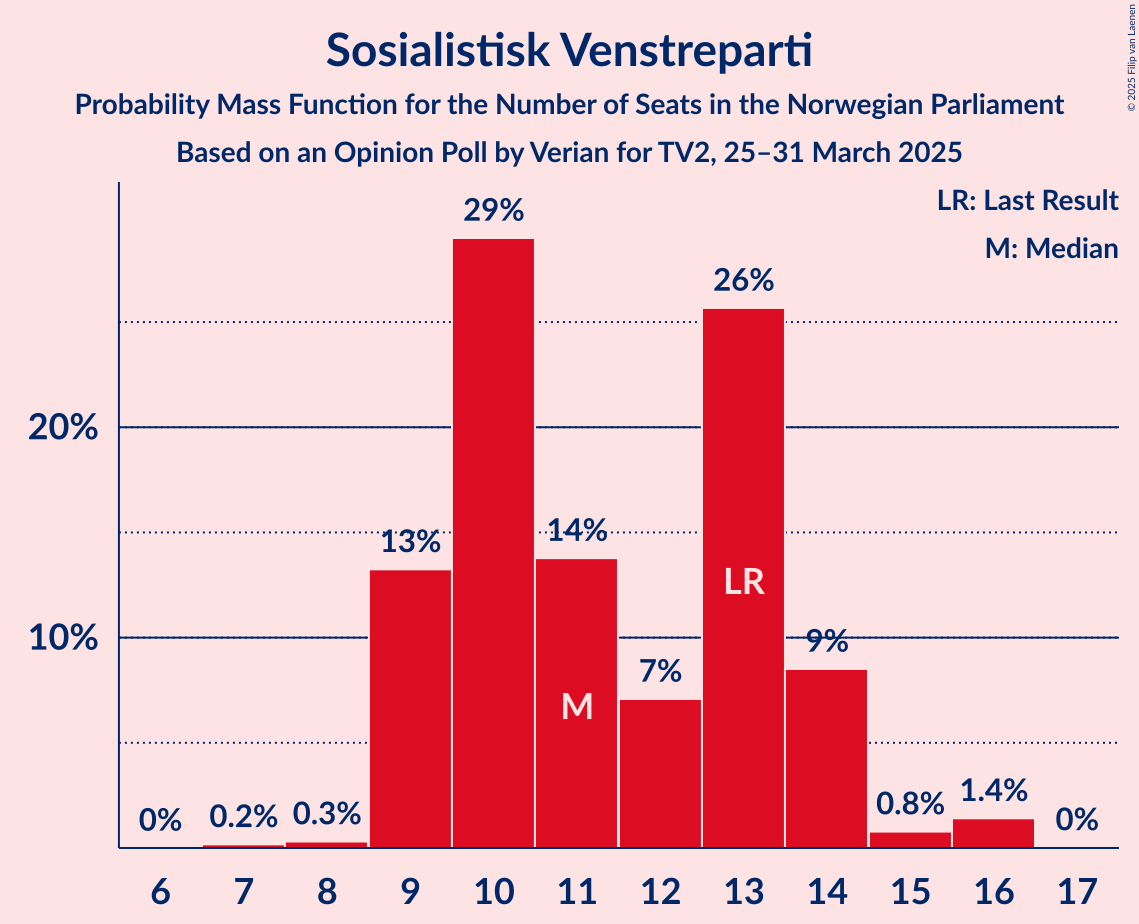 Sosialistisk Venstreparti
Probability Mass Function for the Number of Seats in the Norwegian Parliament
Based on an Opinion Poll by Verian for TV2, 25–31 March 2025
© 2025 Filip van Laenen
LR: Last Result
M: Median
29%
26%
20%
13%
14%
LR
10%
9%
7%
M
0%
0.2%
0.3%
0.8%
1.4%
0%
6 7 8 9 10 11 12 13 14 15 16 17